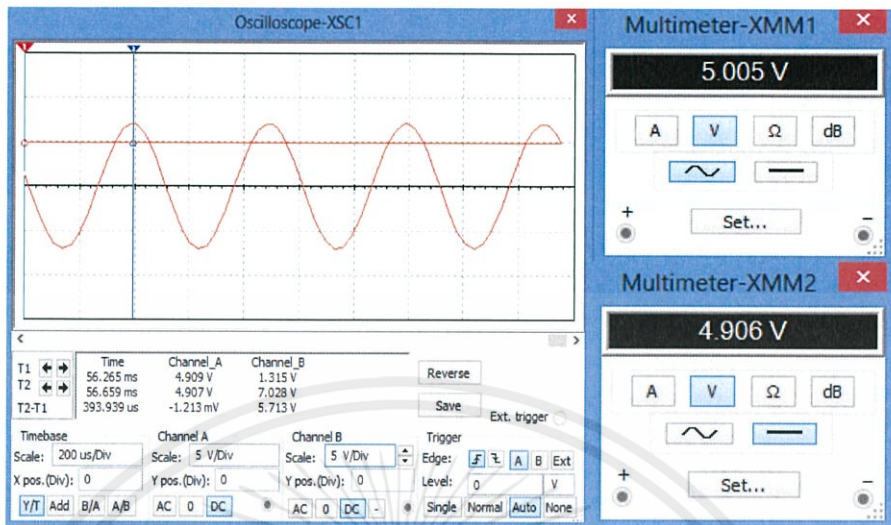 Oscilloscope-XSC1
x
1
1
T1
T2
T2-T1
Time Channel_A Channel_B
56.265 ms 4.909 V 1.315 V
56.659 ms 4.907 V 7.028 V
393.939 us -1.213 mV 5.713 V
Reverse
Save
Ext. trigger
Timebase
Scale: 200 us/Div
X pos.(Div): 0
Y/T Add B/A A/B
Channel A
Scale: 5 V/Div
Y pos.(Div): 0
AC 0 DC
Channel B
Scale: 5 V/Div
Y pos.(Div): 0
AC 0 DC -
Trigger
Edge: A B Ext
Level: 0 V
Single Normal Auto None
Multimeter-XMM1
x
5.005 V
A V Ω dB
+ Set... -
Multimeter-XMM2
x
4.906 V
A V Ω dB
+ Set... -